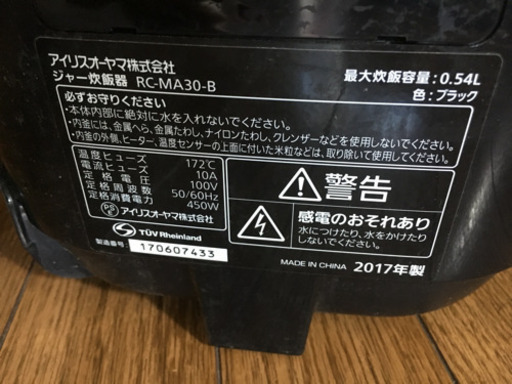 アイリスオーヤマ株式会社
ジャー炊飯器 RC-MA30-B
最大炊飯容量:0.54L
色:ブラック
必ずお守りください
・本体内部に絶対に水を入れないでください。
・内釜には、金属へら、金属たわし、ナイロンたわし、クレンザーなどを使用しないでください。
・内釜の外側、ヒーター、温度センサーの上面に付いた米粒などは、取り除いて使用してください。
温度ヒューズ 172℃
電流ヒューズ 10A
定格電圧 100V
定格周波数 50/60Hz
定格消費電力 450W
PS E アイリスオーヤマ株式会社
TÜV Rheinland
製造番号: 170607433
警告
感電のおそれあり
水につけたり、水をかけたり
しないでください。
MADE IN CHINA 2017年製